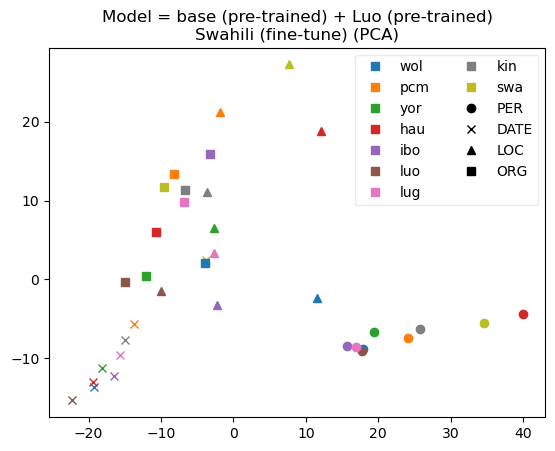 Model = base (pre-trained) + Luo (pre-trained)
Swahili (fine-tune) (PCA)
wol
pcm
yor
hau
ibo
luo
lug
kin
swa
PER
DATE
LOC
ORG
20
10
0
−10
−20
−10
0
10
20
30
40